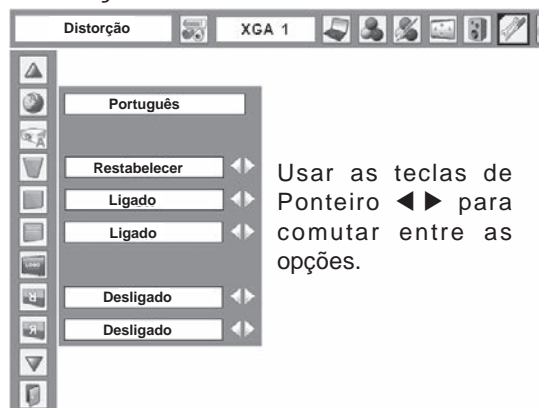 Distorção
XGA 1
Português
Restabelecer
Ligado
Ligado
Desligado
Desligado
Usar as teclas de
Ponteiro ◀ ▶ para
comutar entre as
opções.